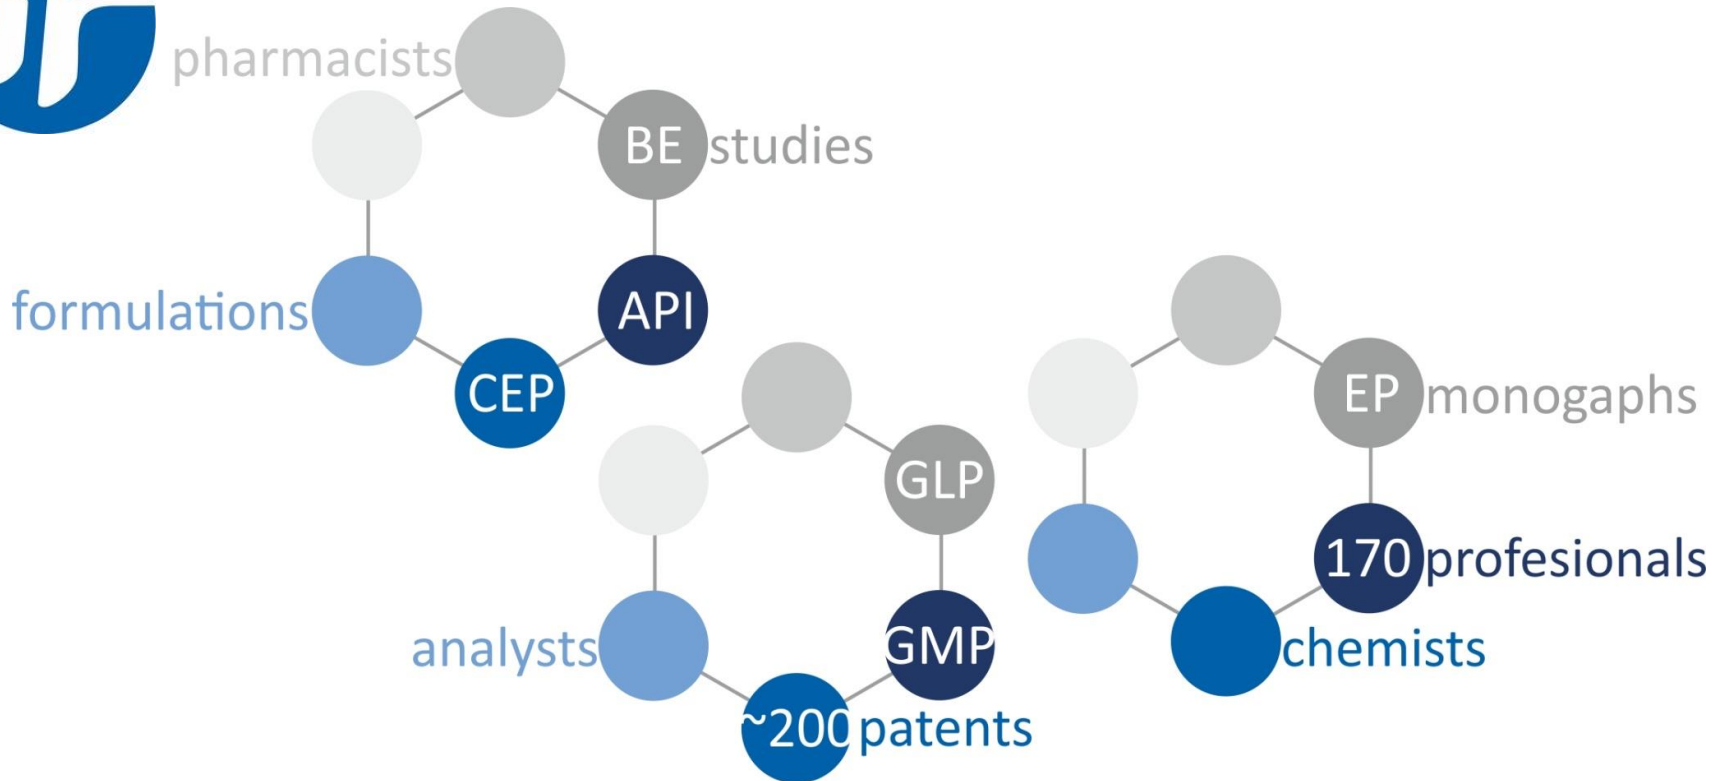 pharmacists
BE studies
formulations
API
CEP
EP monogaphs
GLP
170 profesionals
analysts
GMP
chemists
~200 patents